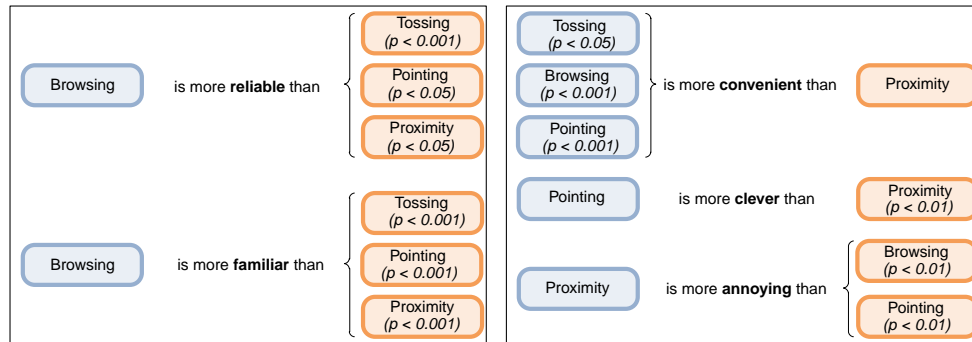 Browsing
is more reliable than
Tossing
(p < 0.001)
Pointing
(p < 0.05)
Proximity
(p < 0.05)
Browsing
is more familiar than
Tossing
(p < 0.001)
Pointing
(p < 0.001)
Proximity
(p < 0.001)
Tossing
(p < 0.05)
Browsing
(p < 0.001)
Pointing
(p < 0.001)
is more convenient than
Proximity
Pointing
is more clever than
Proximity
(p < 0.01)
Proximity
is more annoying than
Browsing
(p < 0.01)
Pointing
(p < 0.01)